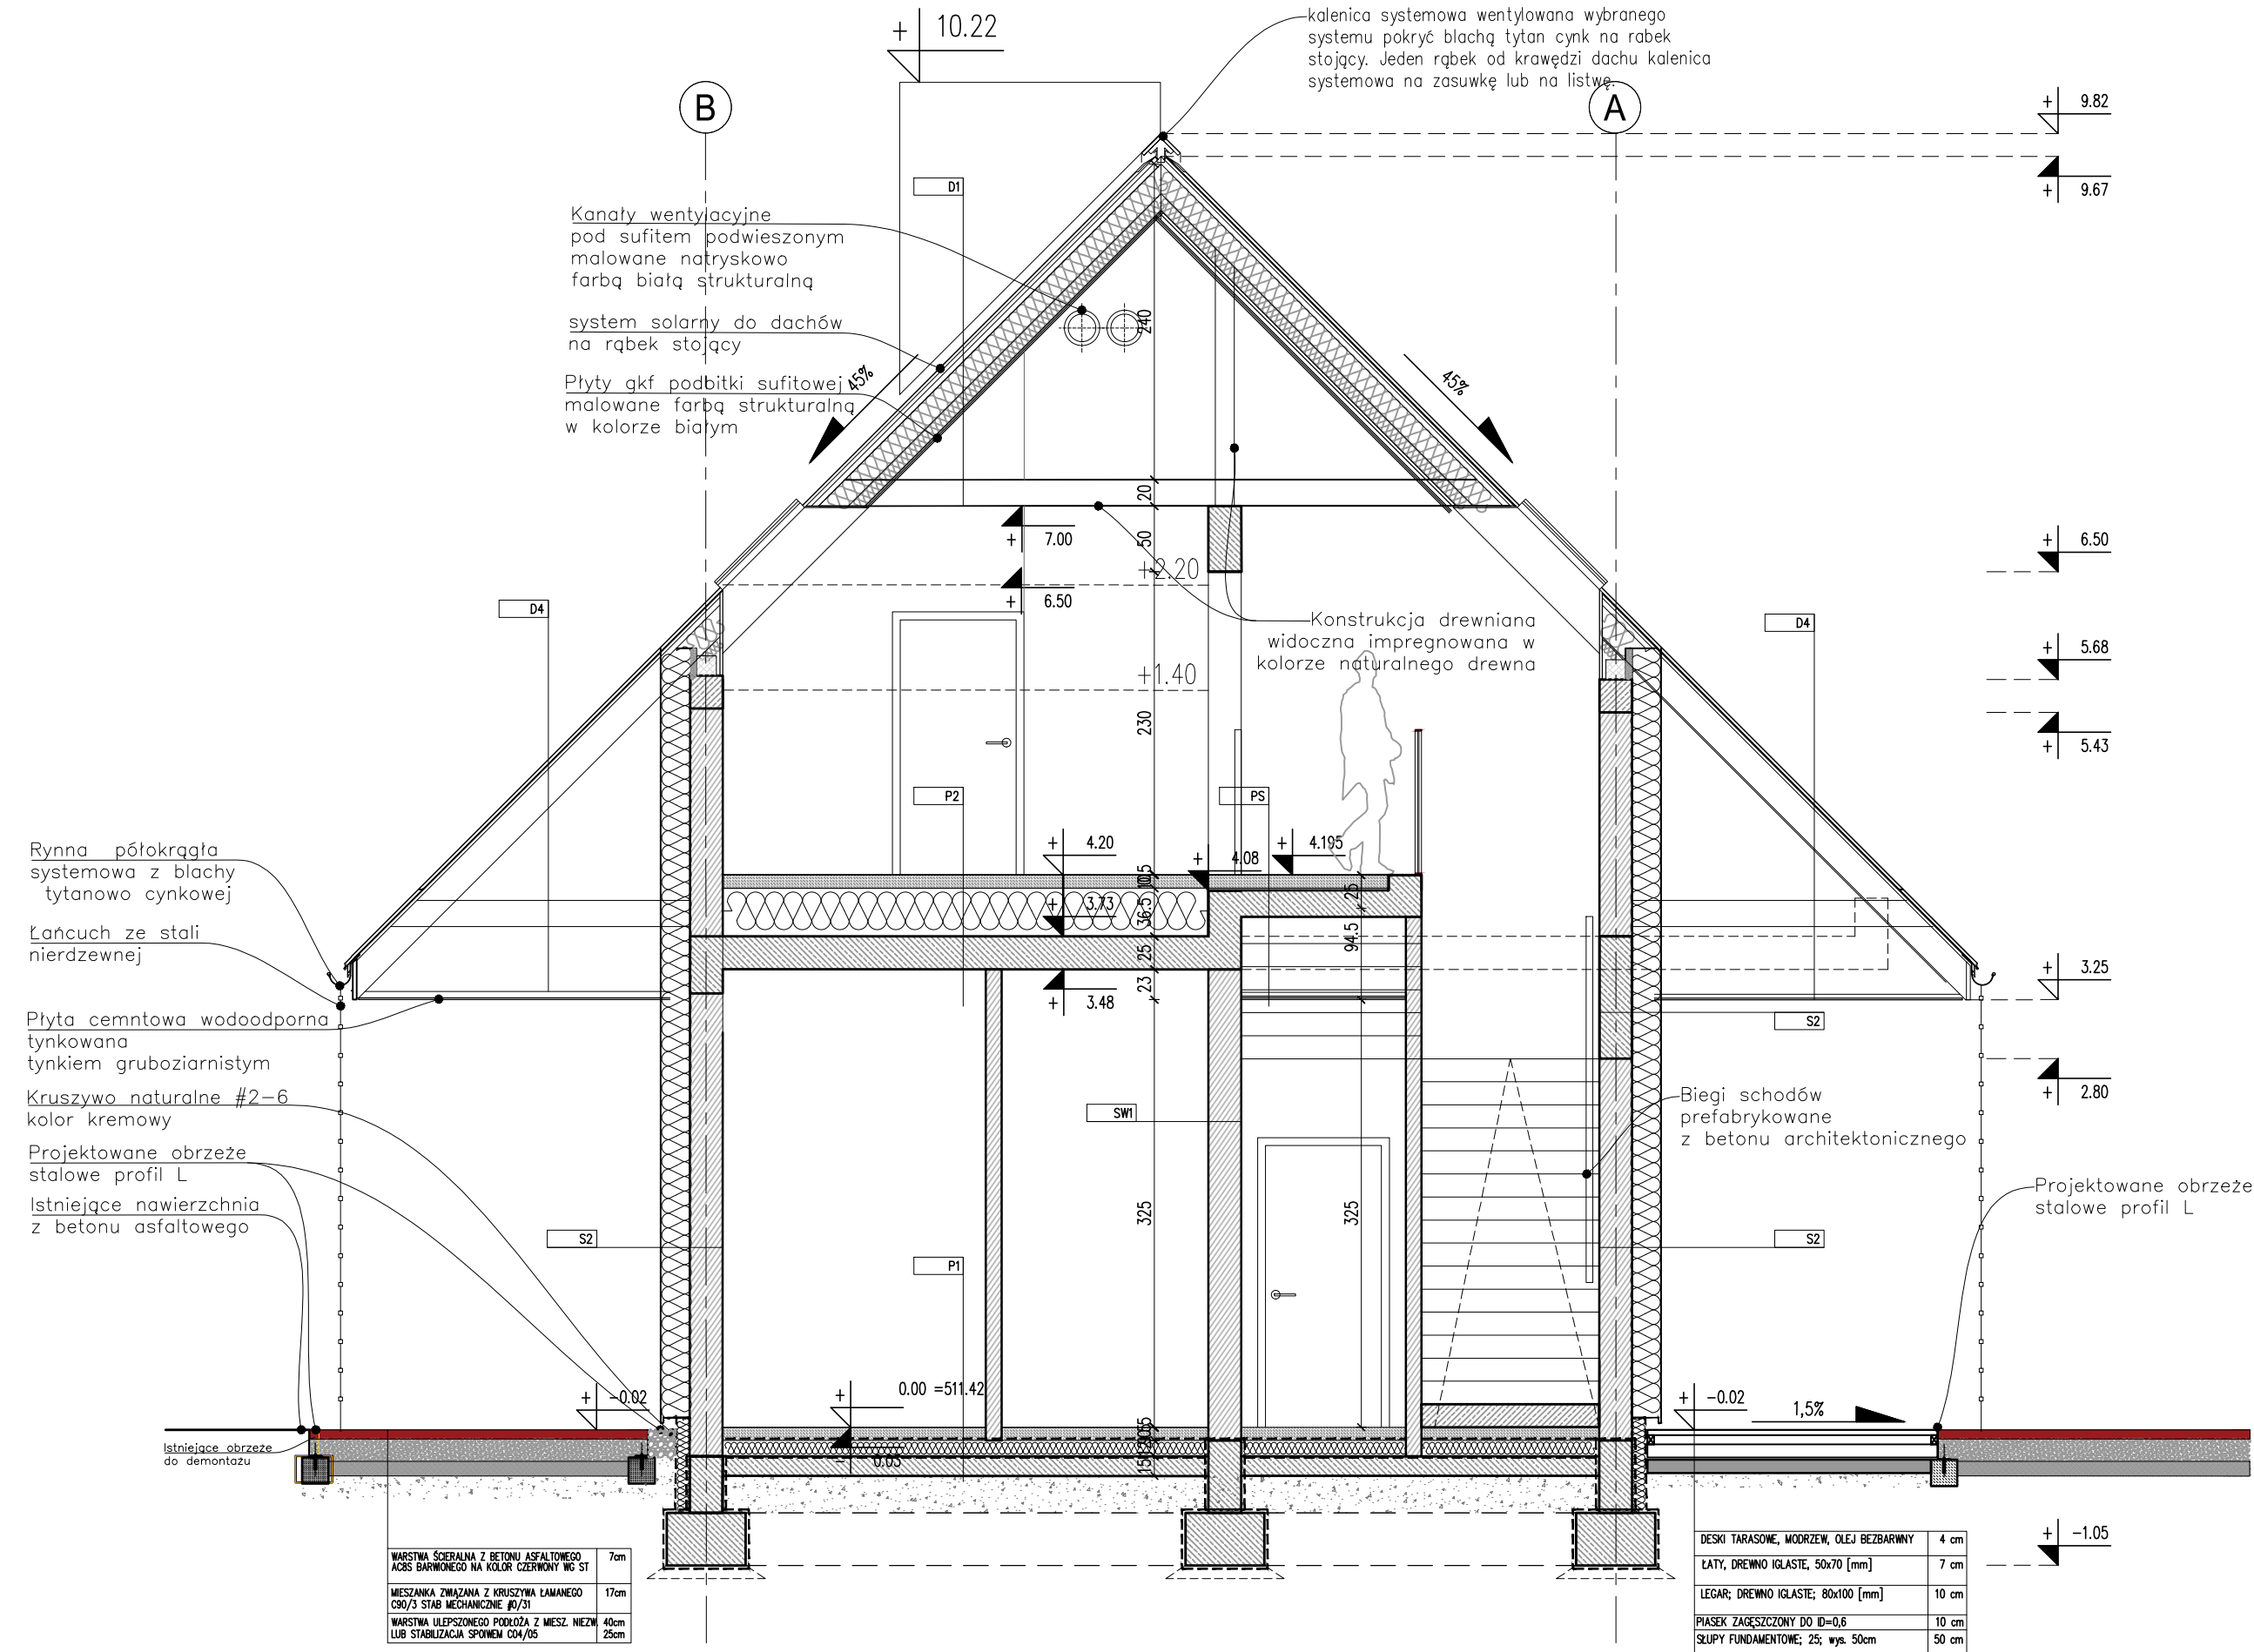 + 10.22
kalenica systemowa wentylowana wybranego
systemu pokryć blachą tytan cynk na rabek
stojący. Jeden rąbek od krawędzi dachu kalenica
systemowa na zasuwkę lub na listwę.
B
A
+ 9.82
+ 9.67
D1
Kanały wentylacyjne
pod sufitem podwieszonym
malowane natryskowo
farbą białą strukturalną
system solarny do dachów
na rąbek stojący
Płyty gkf podbitki sufitowej
malowane farbą strukturalną
w kolorze białym
45%
45%
240
20
50
+ 7.00
+2.20
+ 6.50
+ 6.50
D4
Konstrukcja drewniana
widoczna impregnowana w
kolorze naturalnego drewna
D4
+ 5.68
+1.40
230
+ 5.43
P2
PS
+ 4.20
+ 4.08
+ 4.195
Rynna półokrągła
systemowa z blachy
tytanowo cynkowej
Łańcuch ze stali
nierdzewnej
3.73
36.5
25
25
94.5
23
+ 3.48
+ 3.25
Płyta cemntowa wodoodporna
tynkowana
tynkiem gruboziarnistym
S2
Kruszywo naturalne #2-6
kolor kremowy
SW1
+ 2.80
Biegi schodów
prefabrykowane
z betonu architektonicznego
Projektowane obrzeże
stalowe profil L
Istniejące nawierzchnia
z betonu asfaltowego
Projektowane obrzeże
stalowe profil L
325
325
S2
S2
P1
+ -0.02
+ 0.00 =511.42
+ -0.02
1,5%
Istniejące obrzeże
do demontażu
+ -1.05
WARSTWA ŚCIERALNA Z BETONU ASFALTOWEGO 7cm
AC8S BARWIONEGO NA KOLOR CZERWONY WG ST
MIESZANKA ZWIĄZANA Z KRUSZYWA ŁAMANEGO 17cm
C90/3 STAB MECHANICZNIE #0/31
WARSTWA ULEPSZONEGO PODŁOŻA Z MIESZ. NIEZW. 40cm
LUB STABILIZACJA SPOIWEM C04/05 25cm
DESKI TARASOWE, MODRZEW, OLEJ BEZBARWNY 4 cm
ŁATY, DREWNO IGLASTE, 50x70 [mm] 7 cm
LEGAR; DREWNO IGLASTE; 80x100 [mm] 10 cm
PIASEK ZAGĘSZCZONY DO ID=0,6 10 cm
SŁUPY FUNDAMENTOWE; 25; wys. 50cm 50 cm